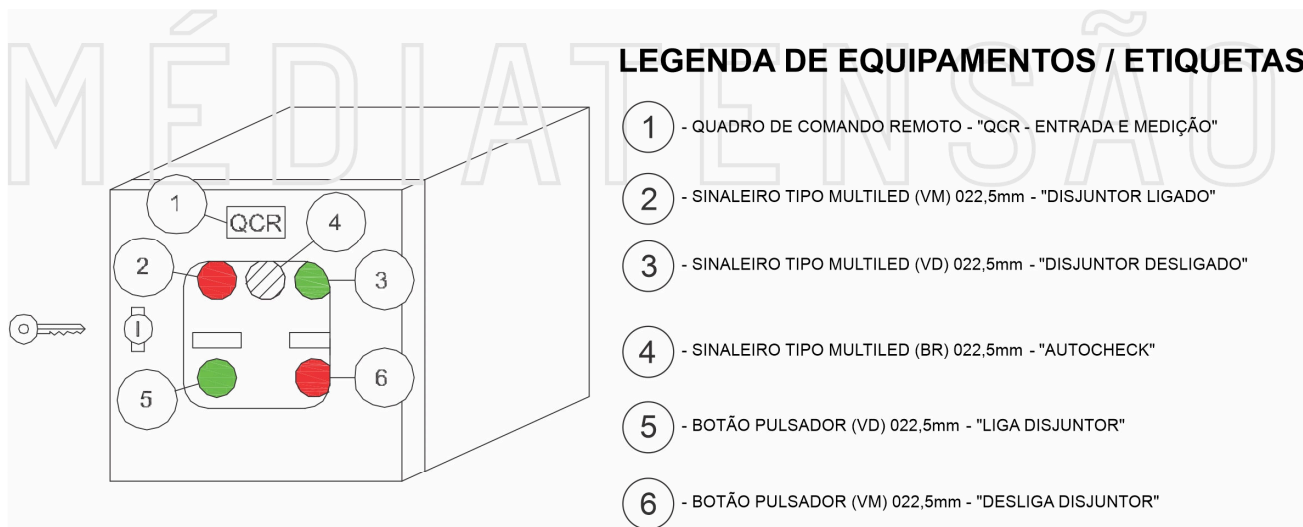 MÉDIATENSÃO
LEGENDA DE EQUIPAMENTOS / ETIQUETAS
1 - QUADRO DE COMANDO REMOTO - "QCR - ENTRADA E MEDIÇÃO"
2 - SINALEIRO TIPO MULTILED (VM) 022,5mm - "DISJUNTOR LIGADO"
3 - SINALEIRO TIPO MULTILED (VD) 022,5mm - "DISJUNTOR DESLIGADO"
4 - SINALEIRO TIPO MULTILED (BR) 022,5mm - "AUTOCHECK"
5 - BOTÃO PULSADOR (VD) 022,5mm - "LIGA DISJUNTOR"
6 - BOTÃO PULSADOR (VM) 022,5mm - "DESLIGA DISJUNTOR"
1
QCR
4
2
3
5
6